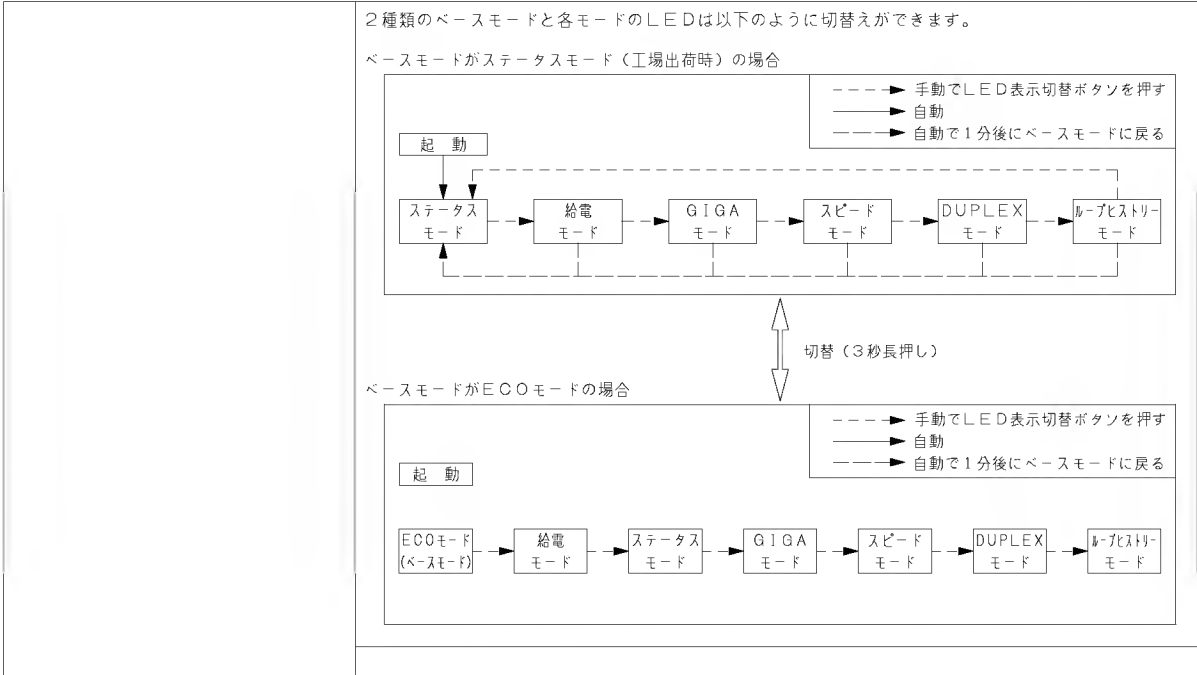 2種類のベースモードと各モードのLEDは以下のように切替えができます。
ベースモードがステータスモード（工場出荷時）の場合
手動でLED表示切替ボタンを押す
自動
自動で1分後にベースモードに戻る
起　動
ステータス
モード
給電
モード
GIGA
モード
スピード
モード
DUPLEX
モード
ループヒストリー
モード
切替（3秒長押し）
ベースモードがECOモードの場合
手動でLED表示切替ボタンを押す
自動
自動で1分後にベースモードに戻る
起　動
ECOモード
(ベースモード)
給電
モード
ステータス
モード
GIGA
モード
スピード
モード
DUPLEX
モード
ループヒストリー
モード